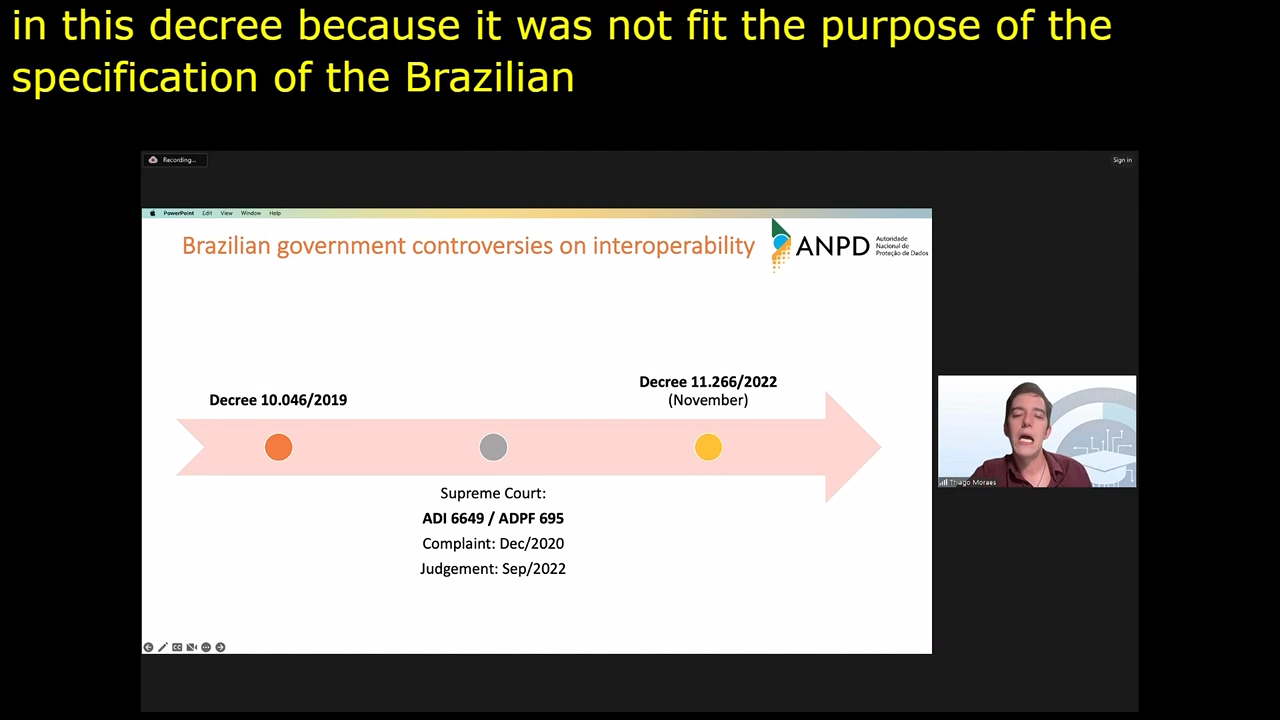 in this decree because it was not fit the purpose of the
specification of the Brazilian
Recording...
Sign in
PowerPoint Edit View Window Help
Brazilian government controversies on interoperability
ANPD
Autoridade
Nacional de
Proteção de Dados
Decree 10.046/2019
Decree 11.266/2022
(November)
Supreme Court:
ADI 6649 / ADPF 695
Complaint: Dec/2020
Judgement: Sep/2022
Thiago Moraes